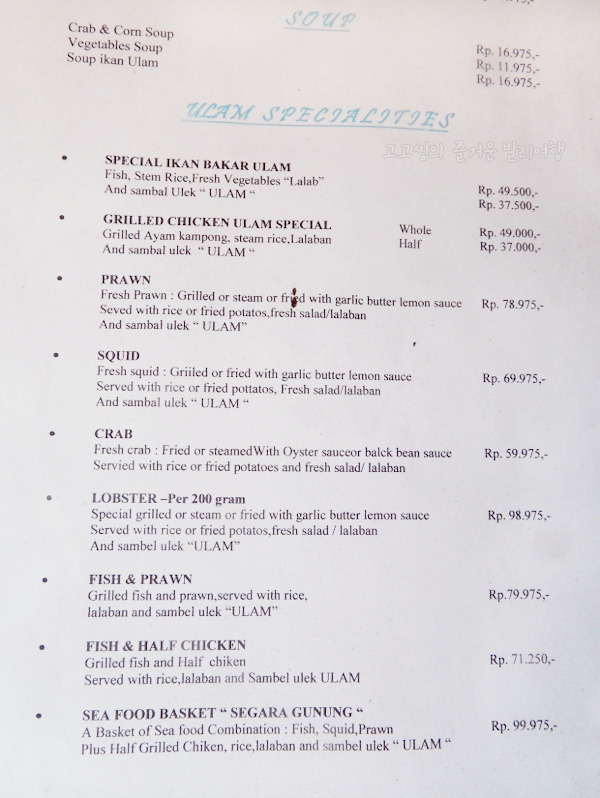 SOUP
Crab & Corn Soup Rp. 16.975,-
Vegetables Soup Rp. 11.975,-
Soup ikan Ulam Rp. 16.975,-
ULAM SPECIALITIES
고고씽의 즐거운 발리여행
• SPECIAL IKAN BAKAR ULAM
Fish, Stem Rice,Fresh Vegetables “Lalab” Rp. 49.500,-
And sambal Ulek “ ULAM “ Rp. 37.500,-
• GRILLED CHICKEN ULAM SPECIAL Whole Rp. 49.000,-
Grilled Ayam kampong, steam rice,Lalaban Half Rp. 37.000,-
And sambal ulek “ ULAM “
• PRAWN
Fresh Prawn : Grilled or steam or fried with garlic butter lemon sauce Rp. 78.975,-
Seved with rice or fried potatos,fresh salad/lalaban
And sambal ulek “ ULAM”
• SQUID
Fresh squid : Griiled or fried with garlic butter lemon sauce Rp. 69.975,-
Served with rice or fried pottatos, Fresh salad/lalaban
And sambal ulek “ ULAM “
• CRAB
Fresh crab : Fried or steamedWith Oyster sauceor balck bean sauce Rp. 59.975,-
Servied with rice or fried potatoes and fresh salad/ lalaban
• LOBSTER –Per 200 gram
Special grilled or steam or fried with garlic butter lemon sauce Rp. 98.975,-
Served with rice or fried potatos,fresh salad / lalaban
And sambel ulek “ULAM”
• FISH & PRAWN
Grilled fish and prawn,served with rice, Rp.79.975,-
lalaban and sambel ulek “ULAM”
• FISH & HALF CHICKEN
Grilled fish and Half chiken Rp. 71.250,-
Served with rice,lalaban and Sambel ulek ULAM
• SEA FOOD BASKET “ SEGARA GUNUNG “
A Basket of Sea food Combination : Fish, Squid,Prawn Rp. 99.975,-
Plus Half Grilled Chiken, rice,lalaban and sambel ulek “ ULAM “